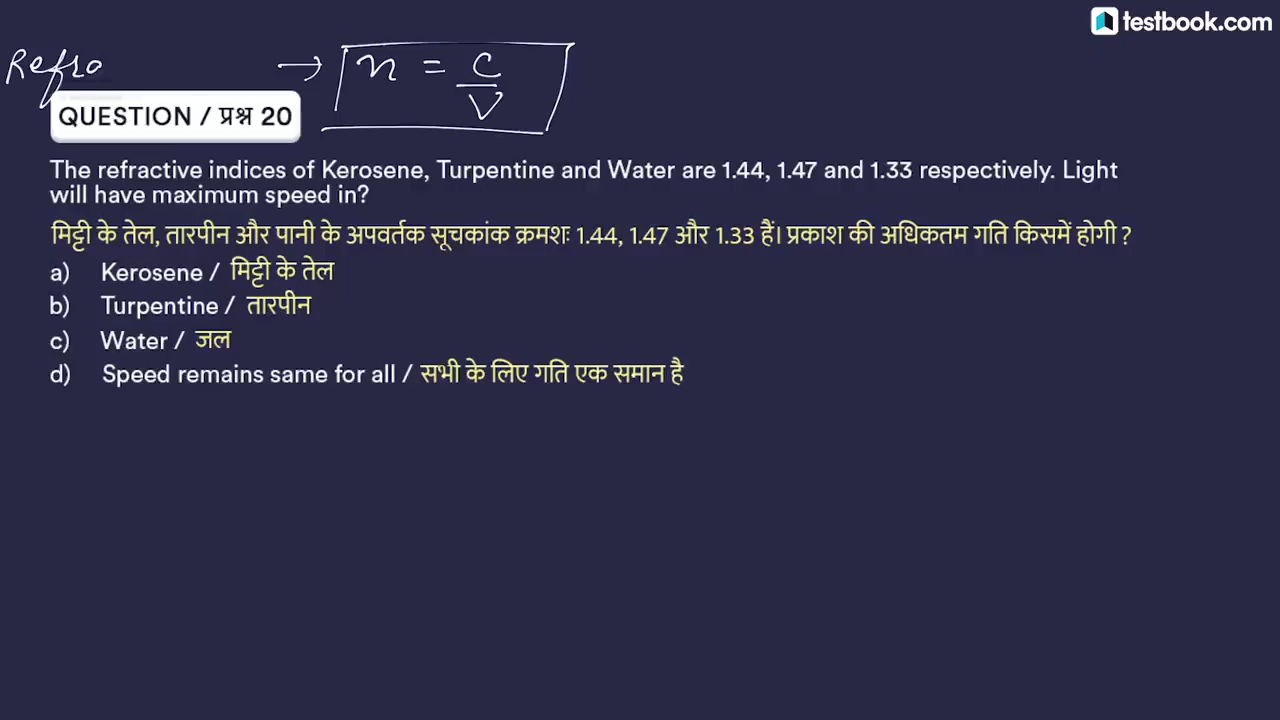 testbook.com
Refra → n = c/v
QUESTION / प्रश्न 20
The refractive indices of Kerosene, Turpentine and Water are 1.44, 1.47 and 1.33 respectively. Light
will have maximum speed in?
मिट्टी के तेल, तारपीन और पानी के अपवर्तक सूचकांक क्रमशः 1.44, 1.47 और 1.33 हैं। प्रकाश की अधिकतम गति किसमें होगी ?
a) Kerosene / मिट्टी के तेल
b) Turpentine / तारपीन
c) Water / जल
d) Speed remains same for all / सभी के लिए गति एक समान है